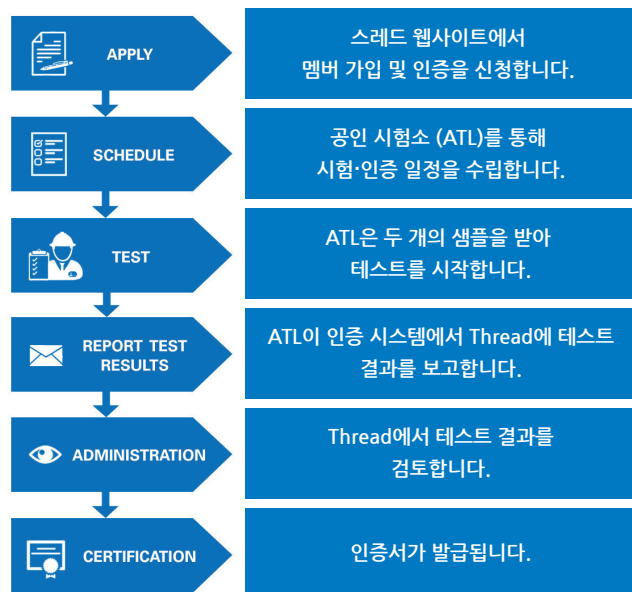 APPLY
스레드 웹사이트에서
멤버 가입 및 인증을 신청합니다.
SCHEDULE
공인 시험소 (ATL)를 통해
시험·인증 일정을 수립합니다.
TEST
ATL은 두 개의 샘플을 받아
테스트를 시작합니다.
REPORT TEST
RESULTS
ATL이 인증 시스템에서 Thread에 테스트
결과를 보고합니다.
ADMINISTRATION
Thread에서 테스트 결과를
검토합니다.
CERTIFICATION
인증서가 발급됩니다.